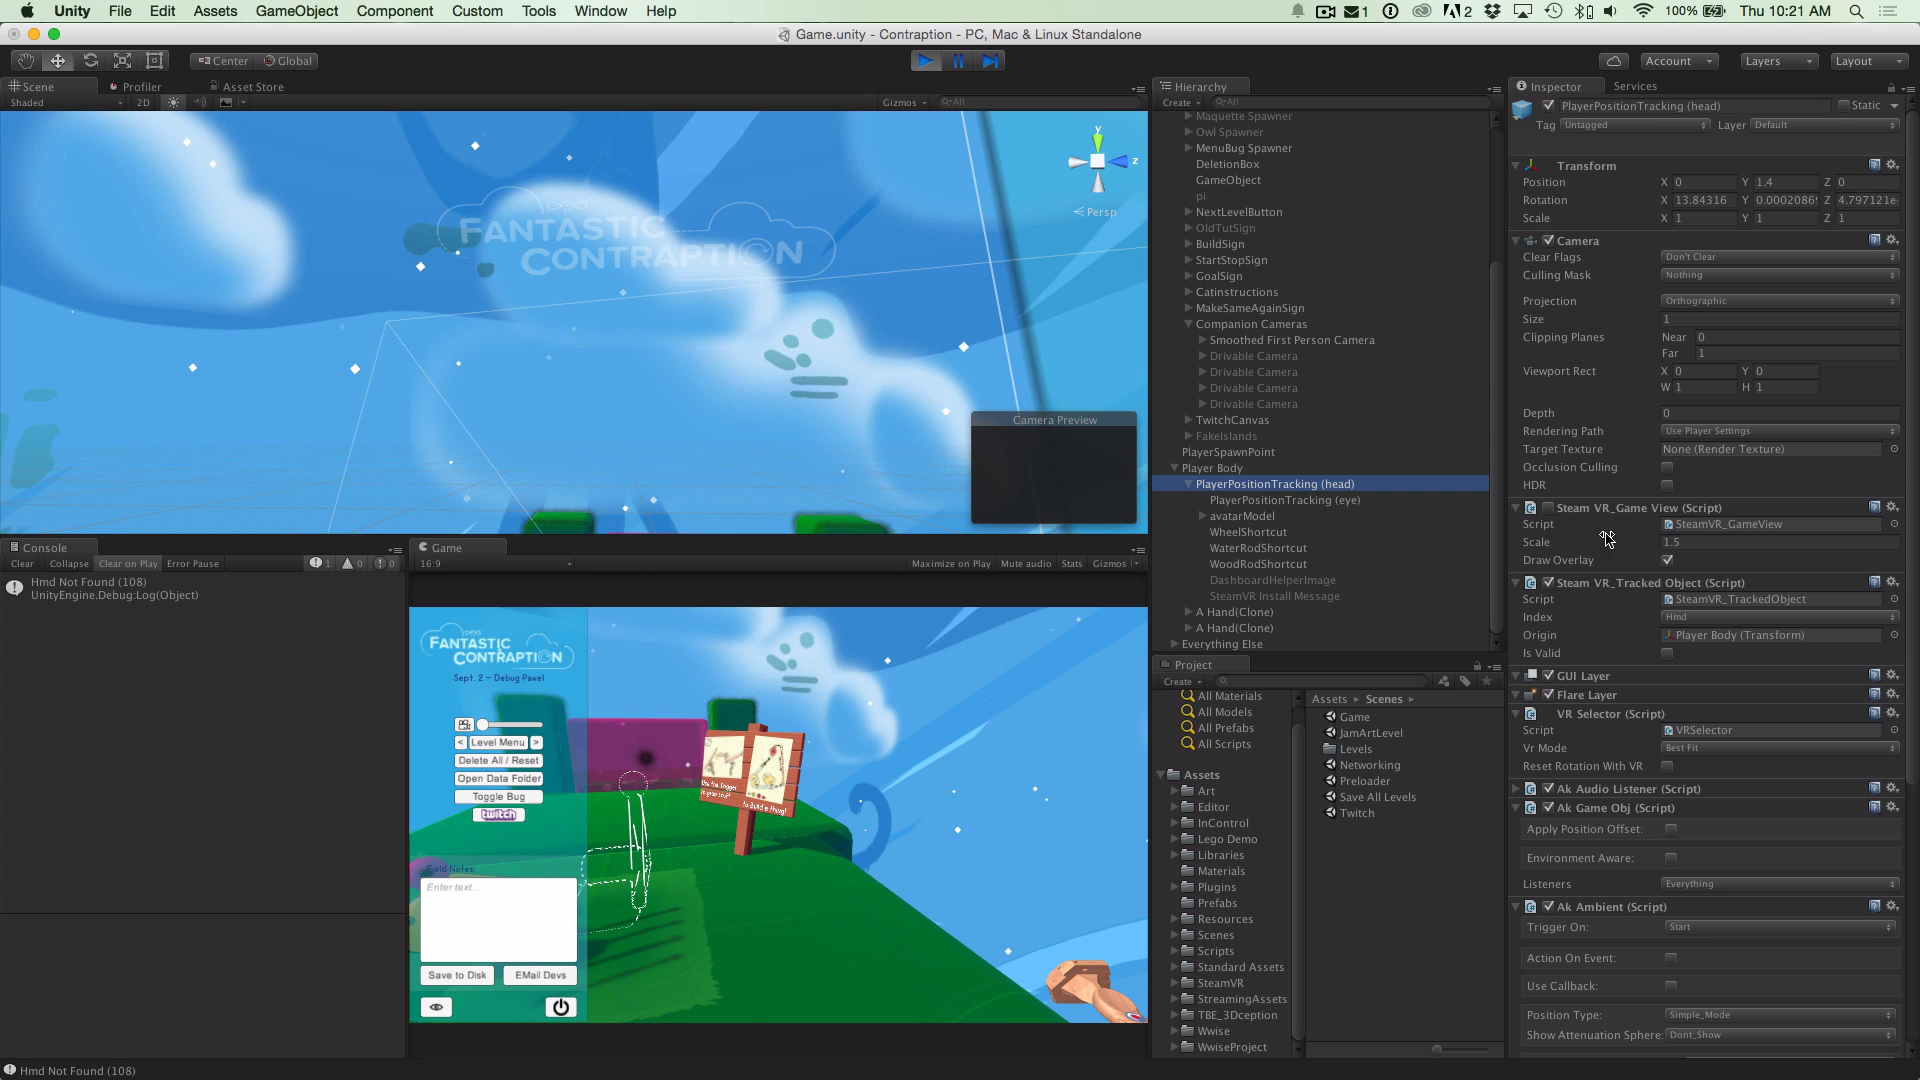 Unity File Edit Assets GameObject Component Custom Tools Window Help
1 2 100% Thu 10:21 AM
Game.unity - Contraption - PC, Mac & Linux Standalone
Center Global
Account Layers Layout
Scene Profiler Asset Store
Shaded 2D Gizmos All
FANTASTIC
CONTRAPTION
y
z
Persp
Camera Preview
Console
Clear Collapse Clear on Play Error Pause 1 0 0
Hmd Not Found (108)
UnityEngine.Debug:Log(Object)
Game
16:9 Maximize on Play Mute audio Stats Gizmos
FANTASTIC
CONTRAPTION
Sept. 2 - Debug Pawel
< Level Menu >
Delete All / Reset
Open Data Folder
Toggle Bug
twitch
Field Notes:
Enter text...
Save to Disk EMail Devs
Hierarchy
Create All
Maquette Spawner
Owl Spawner
MenuBug Spawner
DeletionBox
GameObject
pi
NextLevelButton
OldTutSign
BuildSign
StartStopSign
GoalSign
Catinstructions
MakeSameAgainSign
Companion Cameras
Smoothed First Person Camera
Drivable Camera
Drivable Camera
Drivable Camera
Drivable Camera
TwitchCanvas
FakeIslands
PlayerSpawnPoint
Player Body
PlayerPositionTracking (head)
PlayerPositionTracking (eye)
avatarModel
WheelShortcut
WaterRodShortcut
WoodRodShortcut
DashboardHelperImage
SteamVR Install Message
A Hand(Clone)
A Hand(Clone)
Everything Else
Project
Create
All Materials
All Models
All Prefabs
All Scripts
Assets
Art
Editor
InControl
Lego Demo
Libraries
Materials
Plugins
Prefabs
Resources
Scenes
Scripts
Standard Assets
SteamVR
StreamingAssets
TBE_3Dception
Wwise
WwiseProject
Assets Scenes
Game
JamArtLevel
Levels
Networking
Preloader
Save All Levels
Twitch
Inspector Services
PlayerPositionTracking (head) Static
Tag Untagged Layer Default
Transform
Position X 0 Y 1.4 Z 0
Rotation X 13.84316 Y 0.00020869 Z 4.797121e-
Scale X 1 Y 1 Z 1
Camera
Clear Flags Don't Clear
Culling Mask Nothing
Projection Orthographic
Size 1
Clipping Planes Near 0
Far 1
Viewport Rect X 0 Y 0
W 1 H 1
Depth 0
Rendering Path Use Player Settings
Target Texture None (Render Texture)
Occlusion Culling
HDR
Steam VR_Game View (Script)
Script SteamVR_GameView
Scale 1.5
Draw Overlay
Steam VR_Tracked Object (Script)
Script SteamVR_TrackedObject
Index Hmd
Origin Player Body (Transform)
Is Valid
GUI Layer
Flare Layer
VR Selector (Script)
Script VRSelector
Vr Mode Best Fit
Reset Rotation With VR
Ak Audio Listener (Script)
Ak Game Obj (Script)
Apply Position Offset:
Environment Aware:
Listeners Everything
Ak Ambient (Script)
Trigger On: Start
Action On Event:
Use Callback:
Position Type: Simple_Mode
Show Attenuation Sphere: Dont_Show
Hmd Not Found (108)